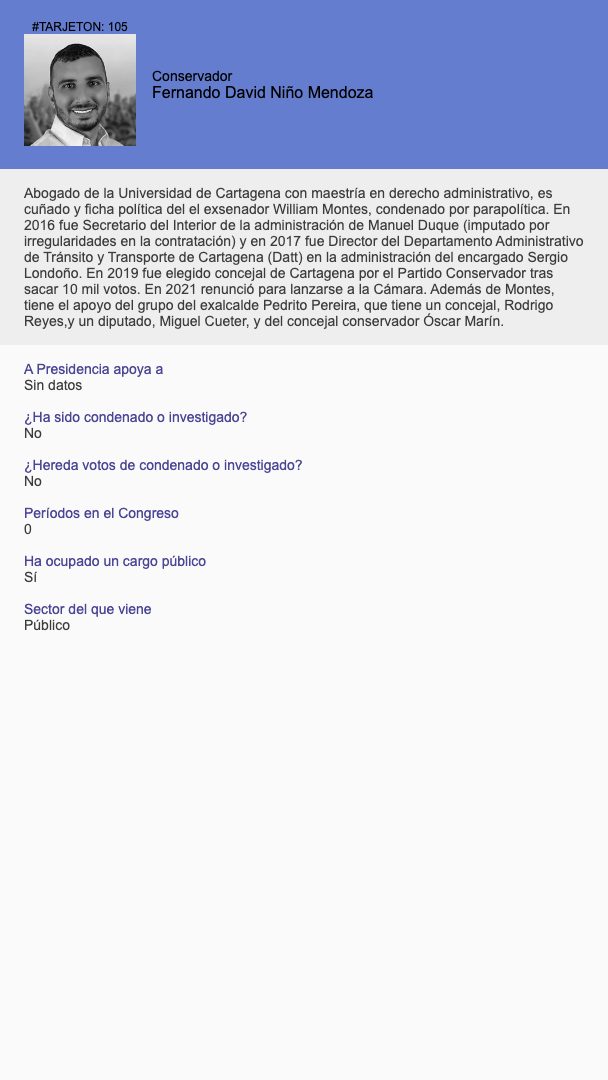 #TARJETON: 105
Conservador
Fernando David Niño Mendoza
Abogado de la Universidad de Cartagena con maestría en derecho administrativo, es
cuñado y ficha política del el exsenador William Montes, condenado por parapolítica. En
2016 fue Secretario del Interior de la administración de Manuel Duque (imputado por
irregularidades en la contratación) y en 2017 fue Director del Departamento Administrativo
de Tránsito y Transporte de Cartagena (Datt) en la administración del encargado Sergio
Londoño. En 2019 fue elegido concejal de Cartagena por el Partido Conservador tras
sacar 10 mil votos. En 2021 renunció para lanzarse a la Cámara. Además de Montes,
tiene el apoyo del grupo del exalcalde Pedrito Pereira, que tiene un concejal, Rodrigo
Reyes,y un diputado, Miguel Cueter, y del concejal conservador Óscar Marín.
A Presidencia apoya a
Sin datos
¿Ha sido condenado o investigado?
No
¿Hereda votos de condenado o investigado?
No
Períodos en el Congreso
0
Ha ocupado un cargo público
Sí
Sector del que viene
Público